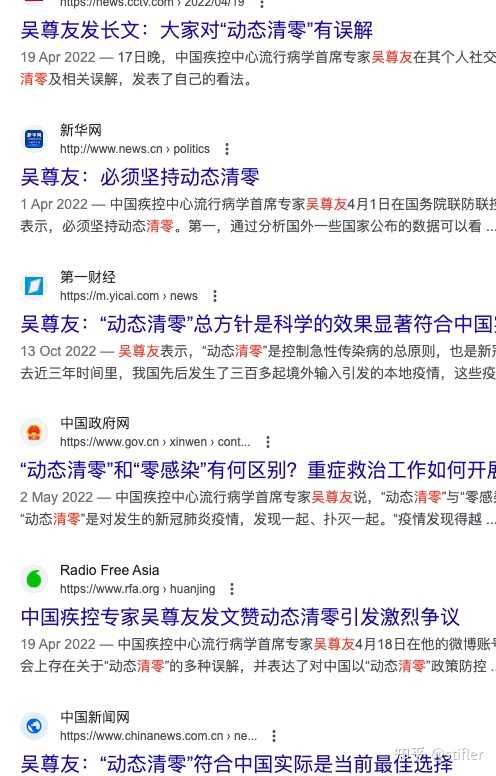 https://news.cctv.com › 2022/04/19
吴尊友发长文：大家对“动态清零”有误解
19 Apr 2022 — 17日晚，中国疾控中心流行病学首席专家吴尊友在其个人社交
清零及相关误解，发表了自己的看法。
新华网
http://www.news.cn › politics
吴尊友：必须坚持动态清零
1 Apr 2022 — 中国疾控中心流行病学首席专家吴尊友4月1日在国务院联防联控
表示，必须坚持动态清零。第一，通过分析国外一些国家公布的数据可以看 ...
第一财经
https://m.yicai.com › news
吴尊友：“动态清零”总方针是科学的效果显著符合中国实
13 Oct 2022 — 吴尊友表示，“动态清零”是控制急性传染病的总原则，也是新冠
去近三年时间里，我国先后发生了三百多起境外输入引发的本地疫情，这些疫
中国政府网
https://www.gov.cn › xinwen › cont...
“动态清零”和“零感染”有何区别？重症救治工作如何开展
2 May 2022 — 中国疾控中心流行病学首席专家吴尊友说，“动态清零”与“零感染
“动态清零”是对发生的新冠肺炎疫情，发现一起、扑灭一起。“疫情发现得越 ...
Radio Free Asia
https://www.rfa.org › huanjing
中国疾控专家吴尊友发文赞动态清零引发激烈争议
19 Apr 2022 — 中国疾控中心流行病学首席专家吴尊友4月18日在他的微博账号
会上存在关于“动态清零”的多种误解，并表达了对中国以“动态清零”政策防控 ...
中国新闻网
https://www.chinanews.com.cn › ne...
吴尊友：“动态清零”符合中国实际是当前最佳选择
知乎 @stifler